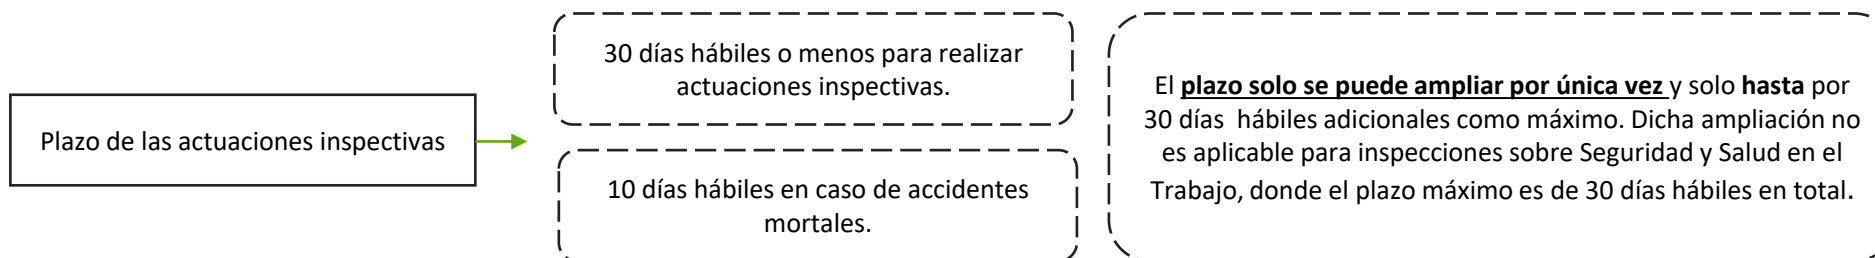 Plazo de las actuaciones inspectivas
30 días hábiles o menos para realizar
actuaciones inspectivas.
10 días hábiles en caso de accidentes
mortales.
El plazo solo se puede ampliar por única vez y solo hasta por
30 días hábiles adicionales como máximo. Dicha ampliación no
es aplicable para inspecciones sobre Seguridad y Salud en el
Trabajo, donde el plazo máximo es de 30 días hábiles en total.